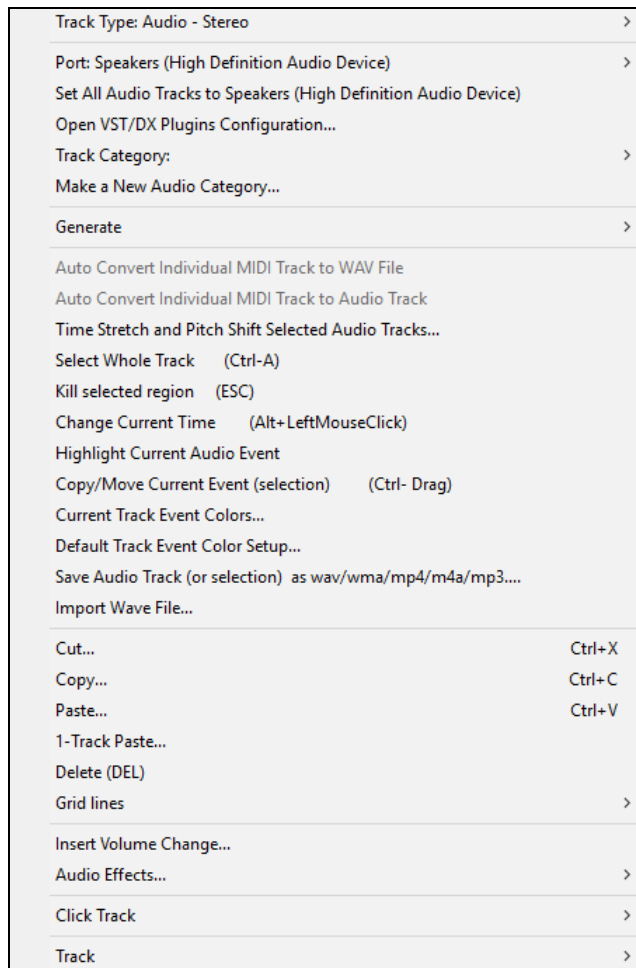 Track Type: Audio - Stereo
Port: Speakers (High Definition Audio Device)
Set All Audio Tracks to Speakers (High Definition Audio Device)
Open VST/DX Plugins Configuration...
Track Category:
Make a New Audio Category...
Generate
Auto Convert Individual MIDI Track to WAV File
Auto Convert Individual MIDI Track to Audio Track
Time Stretch and Pitch Shift Selected Audio Tracks...
Select Whole Track (Ctrl-A)
Kill selected region (ESC)
Change Current Time (Alt+LeftMouseClick)
Highlight Current Audio Event
Copy/Move Current Event (selection) (Ctrl- Drag)
Current Track Event Colors...
Default Track Event Color Setup...
Save Audio Track (or selection) as wav/wma/mp4/m4a/mp3....
Import Wave File...
Cut... Ctrl+X
Copy... Ctrl+C
Paste... Ctrl+V
1-Track Paste...
Delete (DEL)
Grid lines
Insert Volume Change...
Audio Effects...
Click Track
Track